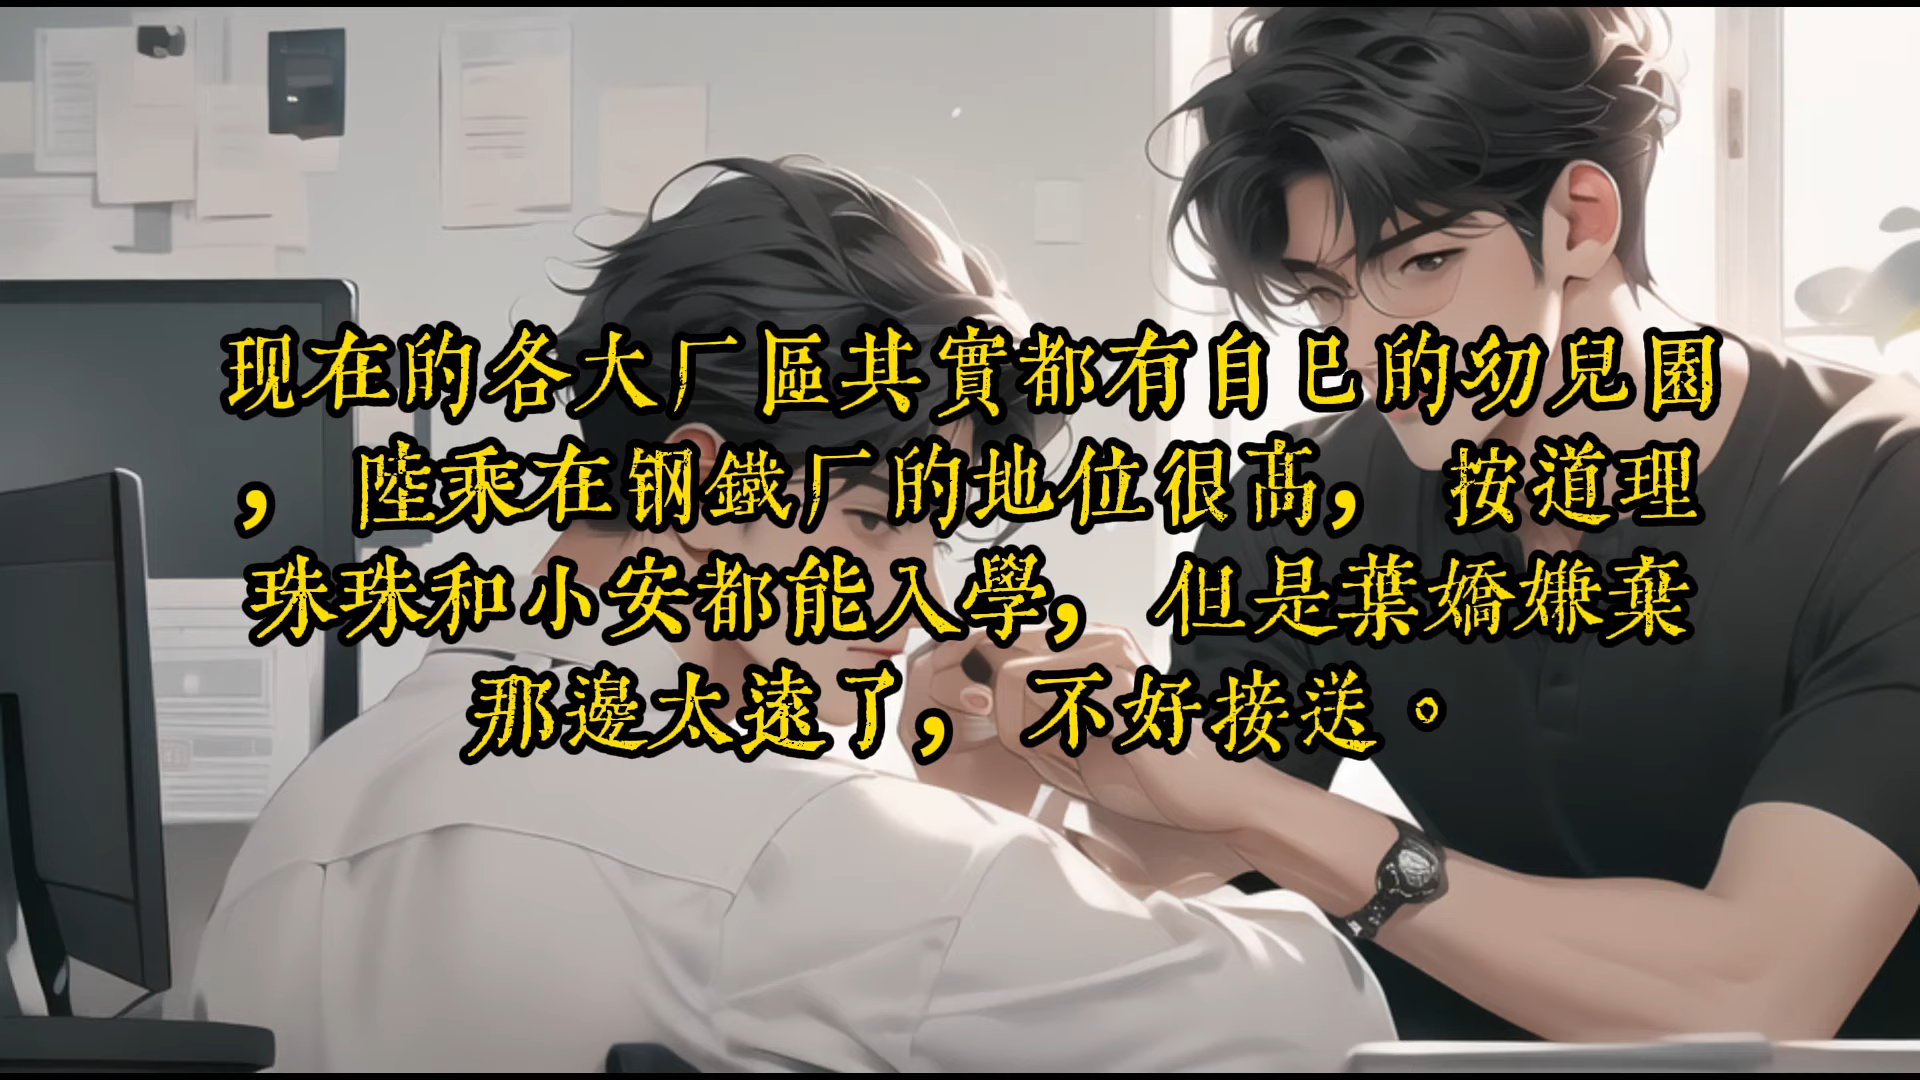 现在的各大厂區其實都有自已的幼兒園
，陸乘在钢鐵厂的地位很高，按道理
珠珠和小安都能入學，但是葉嬌嫌棄
那邊太遠了，不好接送。